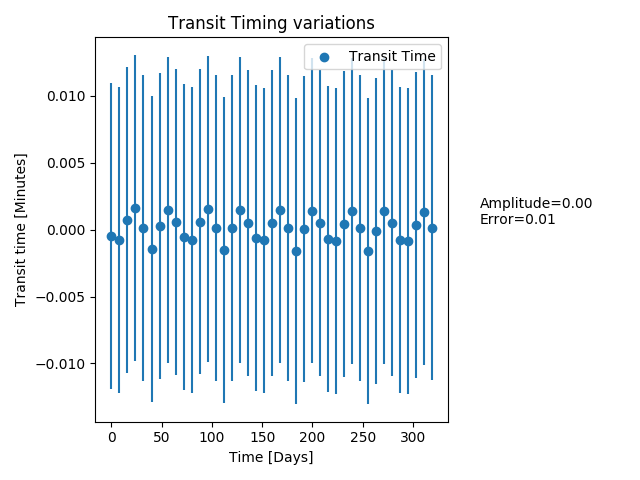 Transit Timing variations
Transit Time
0.010
0.005
0.000
−0.005
−0.010
Transit time [Minutes]
0 50 100 150 200 250 300
Time [Days]
Amplitude=0.00
Error=0.01